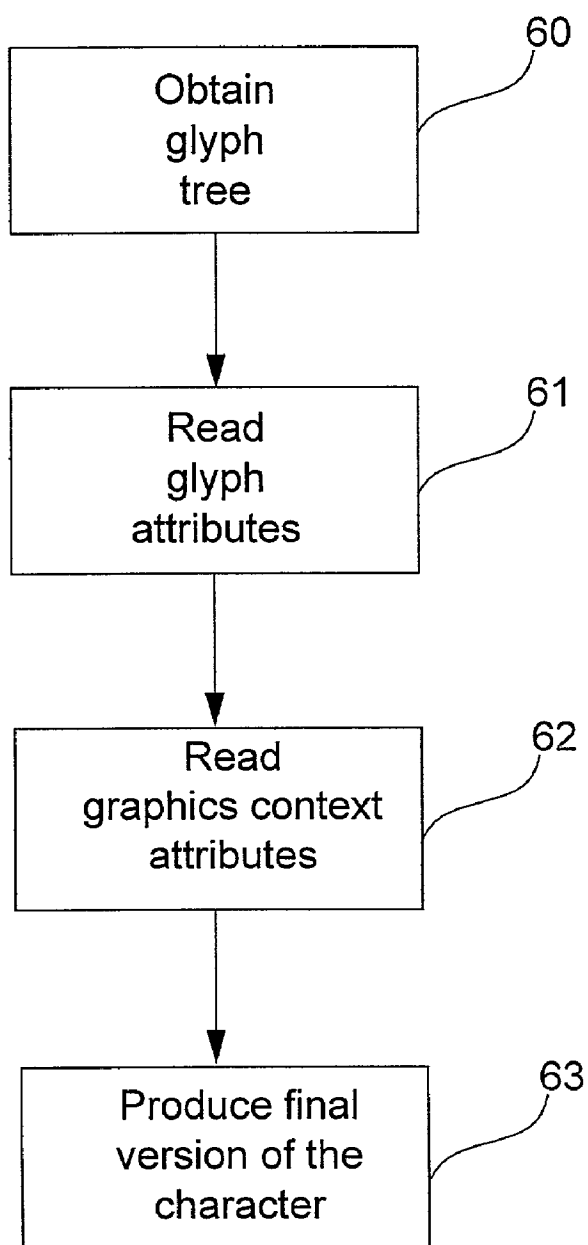 60
Obtain
glyph
tree
61
Read
glyph
attributes
62
Read
graphics context
attributes
63
Produce final
version of the
character